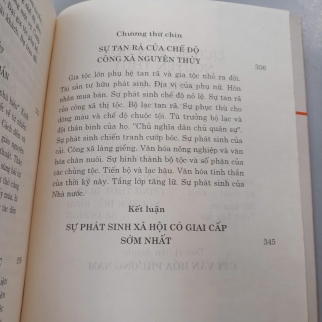 Chương thứ chín
SỰ TAN RÃ CỦA CHẾ ĐỘ
CÔNG XÃ NGUYÊN THỦY 306
Gia tộc lớn phụ hệ tan rã và gia tộc nhỏ ra đời.
Tài sản tư hữu phát sinh. Địa vị của phụ nữ. Hôn
nhân mua bán. Sự phát sinh chế độ nô lệ. Sự tan rã
của công xã thị tộc. Bộ lạc tan rã. Sự phục thù cho
dòng máu và chế độ chuộc tội. Tù trưởng bộ lạc và
đội thân binh của họ. "Chủ nghĩa dân chủ quân sự".
Sự phát sinh chiến tranh cướp bóc. Sự phát sinh của
cải. Công xã láng giềng. Văn hóa nông nghiệp và văn
hóa chăn nuôi. Sự hình thành bộ tộc và số phận của
các chủng tộc. Tiến bộ và lạc hậu. Văn hóa tinh thần
của thời kỳ này. Tầng lớp tăng lữ. Sự phát sinh của
Nhà nước.
Kết luận
SỰ PHÁT SINH XÃ HỘI CÓ GIAI CẤP
SỚM NHẤT 345